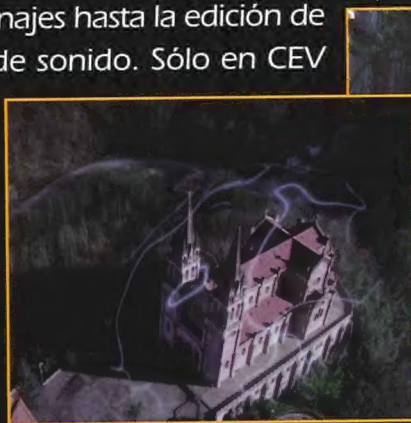 najes hasta la edición de
de sonido. Sólo en CEV